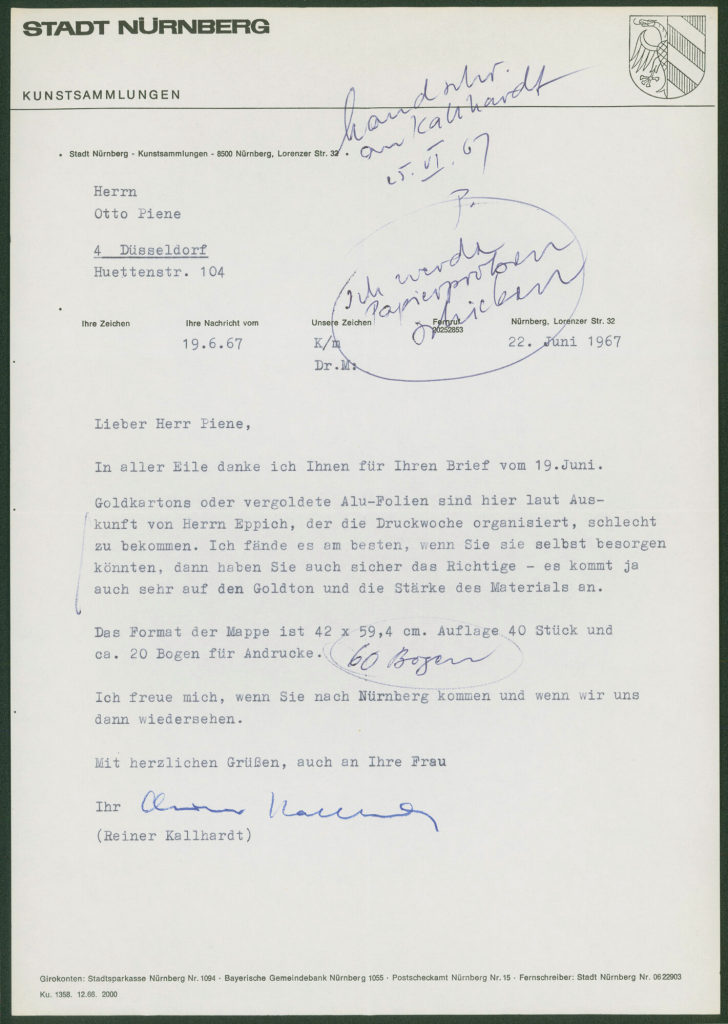 STADT NÜRNBERG
KUNSTSAMMLUNGEN
handschr.
an Kallhardt
25. VI. 67
P.
Stadt Nürnberg - Kunstsammlungen - 8500 Nürnberg, Lorenzer Str. 32
Herrn
Otto Piene
4 Düsseldorf
Huettenstr. 104
Ich werde
Papierproben
schicken
Ihre Zeichen Ihre Nachricht vom Unsere Zeichen Fernruf Nürnberg, Lorenzer Str. 32
20252853
19.6.67 K/m 22. Juni 1967
Dr.M:
Lieber Herr Piene,
In aller Eile danke ich Ihnen für Ihren Brief vom 19.Juni.
Goldkartons oder vergoldete Alu-Folien sind hier laut Aus-
kunft von Herrn Eppich, der die Druckwoche organisiert, schlecht
zu bekommen. Ich fände es am besten, wenn Sie sie selbst besorgen
könnten, dann haben Sie auch sicher das Richtige - es kommt ja
auch sehr auf den Goldton und die Stärke des Materials an.
Das Format der Mappe ist 42 x 59,4 cm. Auflage 40 Stück und
ca. 20 Bogen für Andrucke. 60 Bogen
Ich freue mich, wenn Sie nach Nürnberg kommen und wenn wir uns
dann wiedersehen.
Mit herzlichen Grüßen, auch an Ihre Frau
Ihr
(Reiner Kallhardt)
Girokonten: Stadtsparkasse Nürnberg Nr. 1094 · Bayerische Gemeindebank Nürnberg 1055 · Postscheckamt Nürnberg Nr. 15 · Fernschreiber: Stadt Nürnberg Nr. 06 22903
Ku. 1358. 12.66. 2000